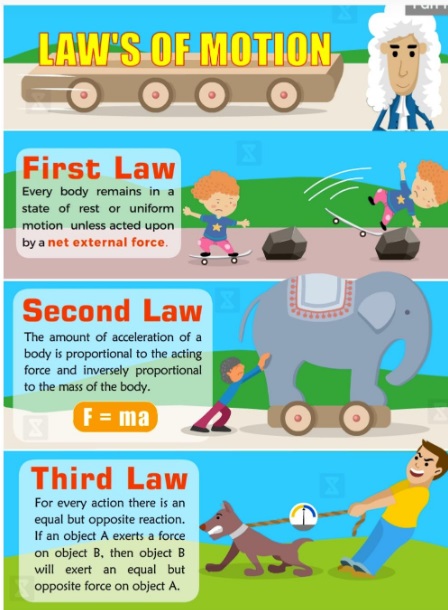 LAW'S OF MOTION
First Law
Every body remains in a
state of rest or uniform
motion unless acted upon
by a net external force.
Second Law
The amount of acceleration of a
body is proportional to the acting
force and inversely proportional
to the mass of the body.
F = ma
Third Law
For every action there is an
equal but opposite reaction.
If an object A exerts a force
on object B, then object B
will exert an equal but
opposite force on object A.